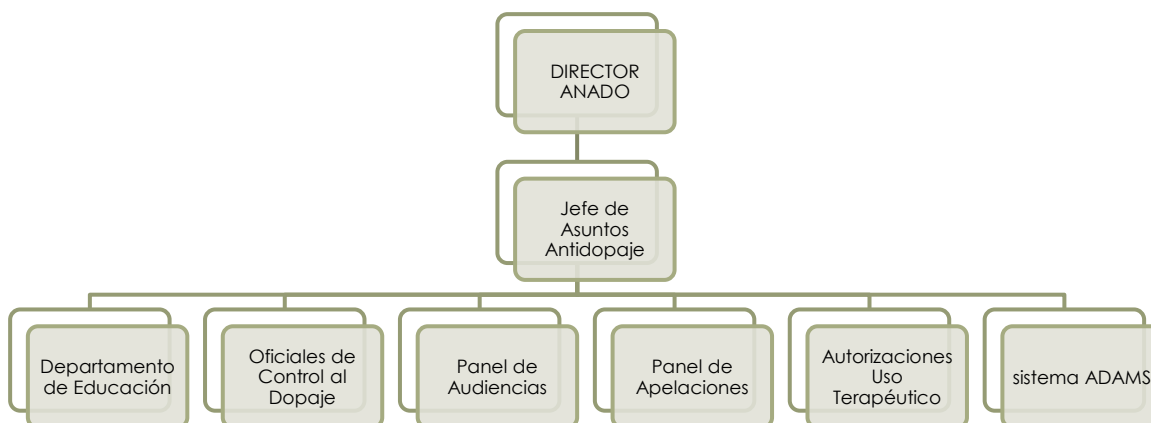 DIRECTOR
ANADO
Jefe de
Asuntos
Antidopaje
Departamento
de Educación
Oficiales de
Control al
Dopaje
Panel de
Audiencias
Panel de
Apelaciones
Autorizaciones
Uso
Terapéutico
sistema ADAMS